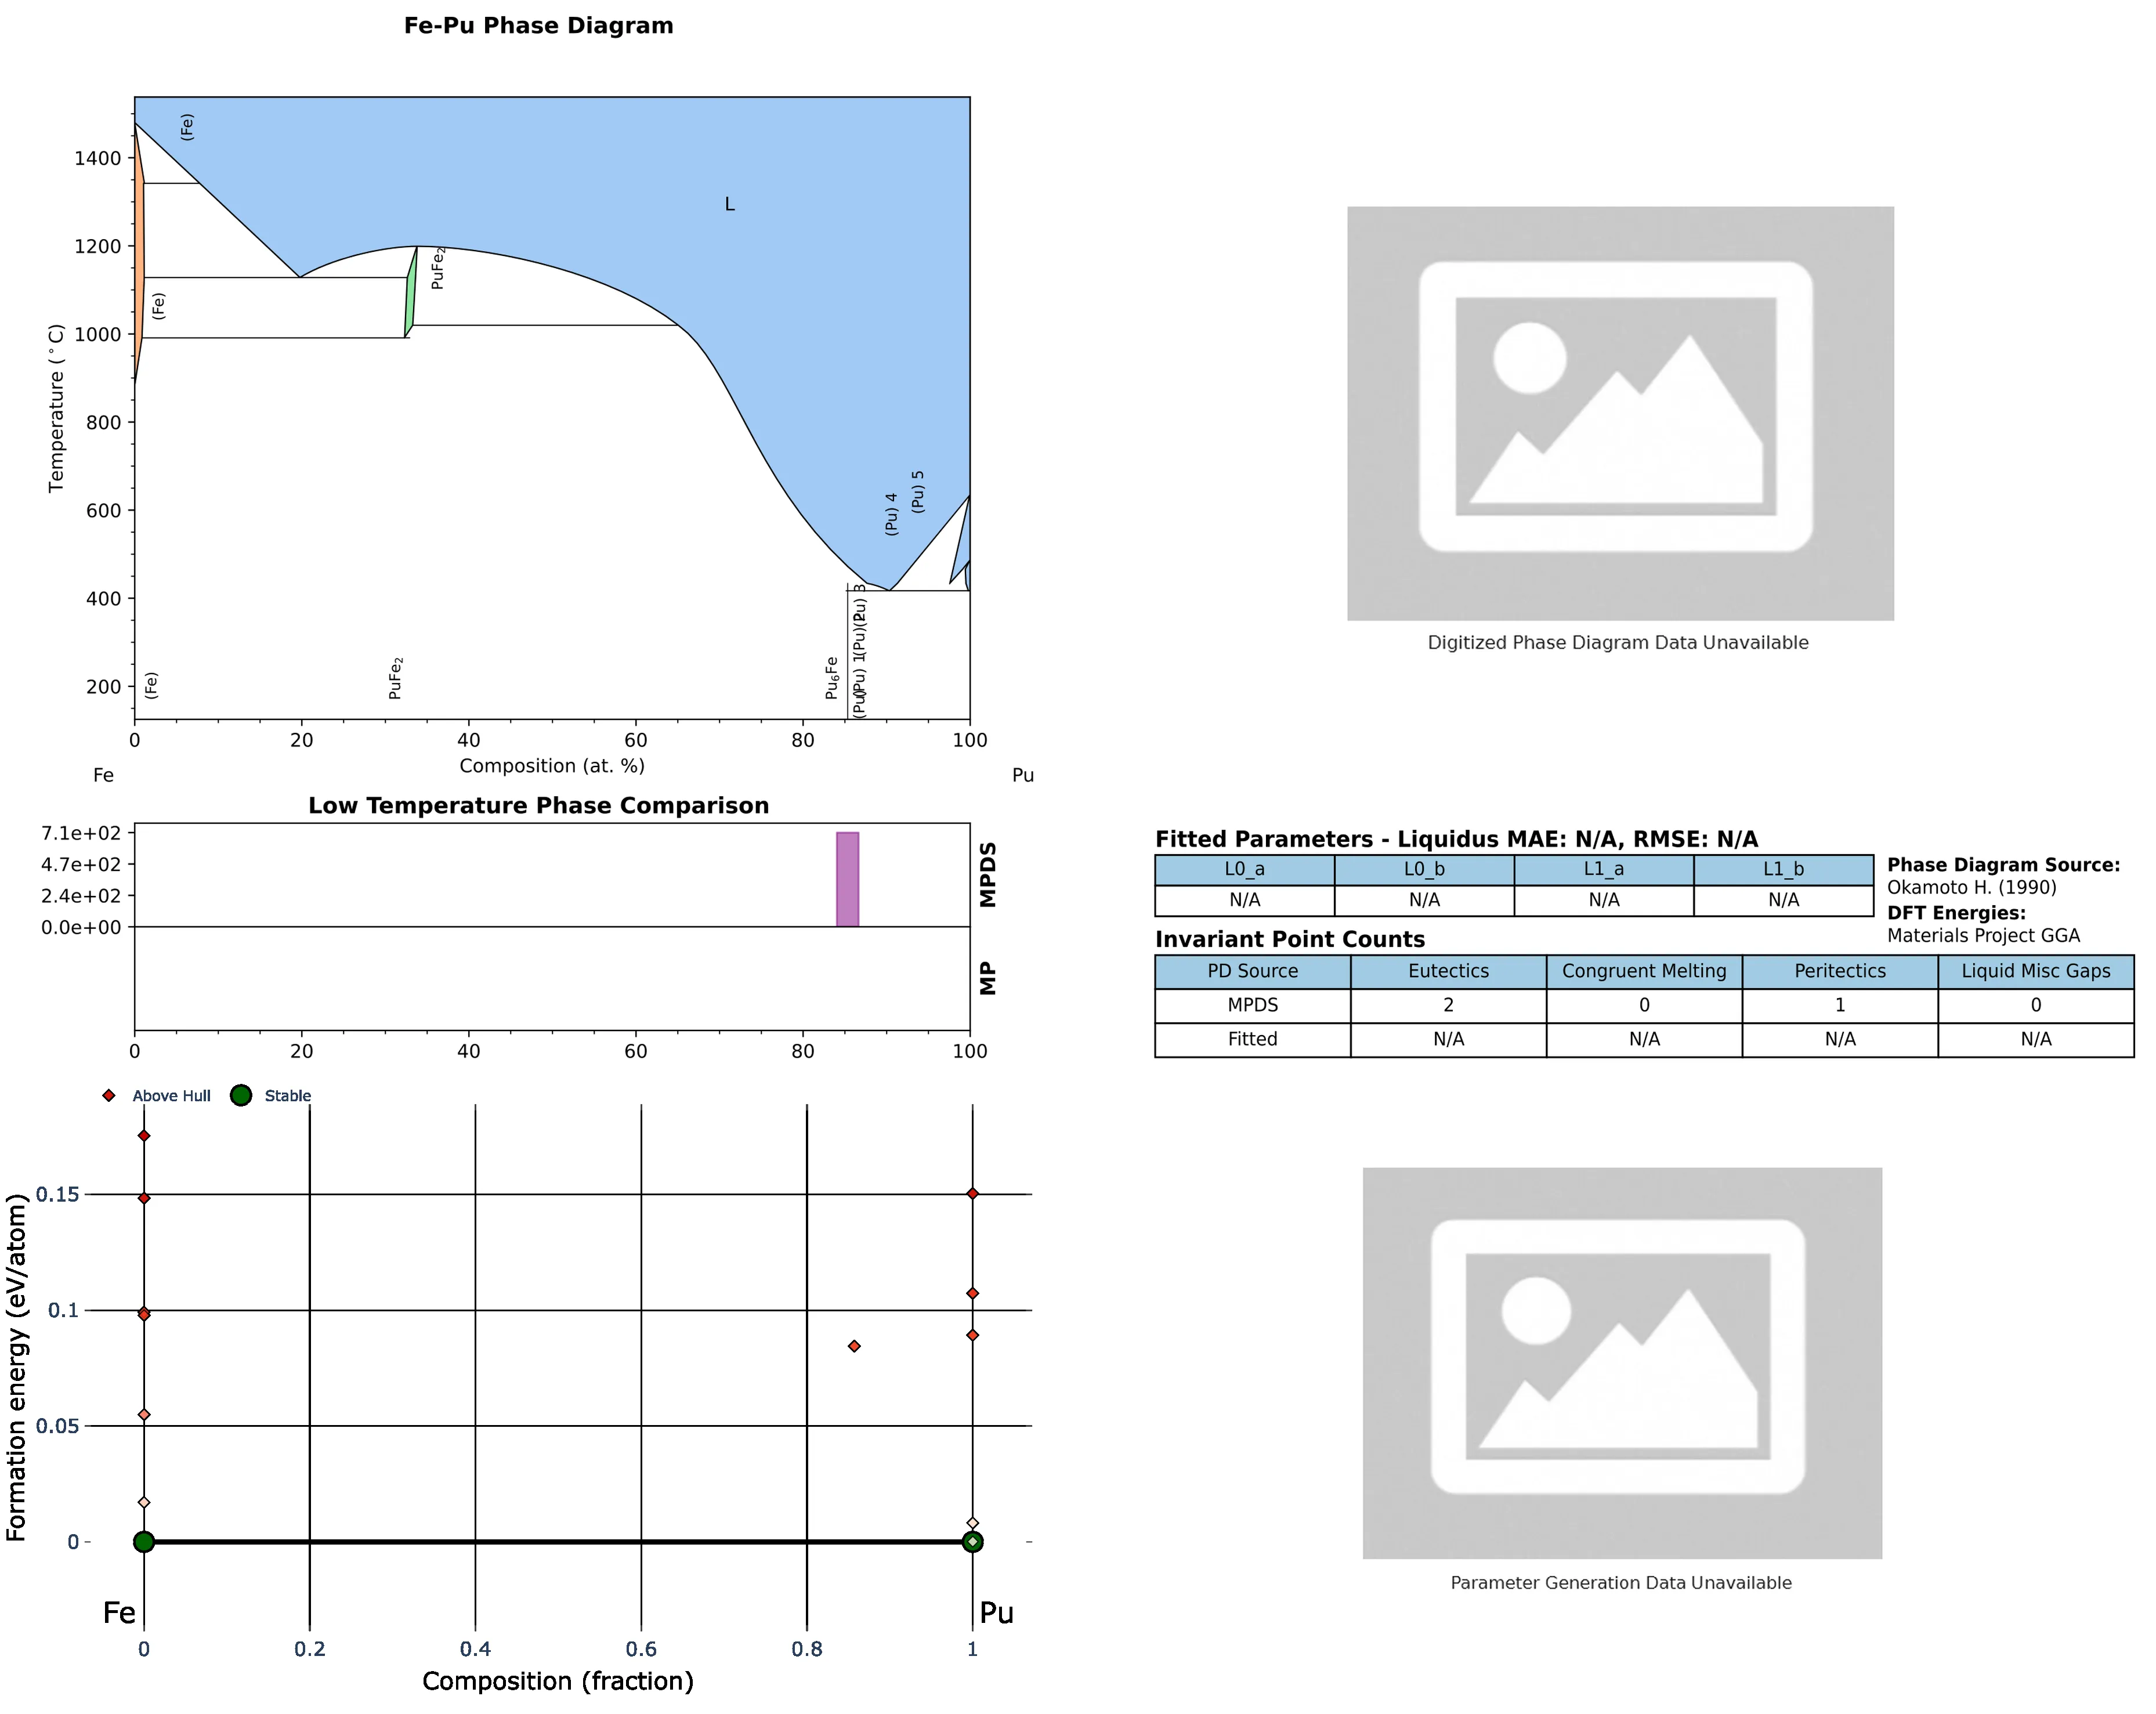 Fe-Pu Phase Diagram
Temperature (°C)
1400
1200
1000
800
600
400
200
(Fe)
L
PuFe₂
(Fe)
(Pu) 5
(Pu) 4
(Pu) 3
(Pu) 2
(Pu) 1
(Fe)
PuFe₂
Pu₆Fe
0 20 40 60 80 100
Composition (at. %)
Fe Pu
Digitized Phase Diagram Data Unavailable
Low Temperature Phase Comparison
7.1e+02
4.7e+02
2.4e+02
0.0e+00
MPDS
MP
0 20 40 60 80 100
Fitted Parameters - Liquidus MAE: N/A, RMSE: N/A
L0_a L0_b L1_a L1_b
N/A N/A N/A N/A
Phase Diagram Source:
Okamoto H. (1990)
DFT Energies:
Materials Project GGA
Invariant Point Counts
PD Source Eutectics Congruent Melting Peritectics Liquid Misc Gaps
MPDS 2 0 1 0
Fitted N/A N/A N/A N/A
Above Hull Stable
Formation energy (eV/atom)
0.15
0.1
0.05
0
Fe Pu
0 0.2 0.4 0.6 0.8 1
Composition (fraction)
Parameter Generation Data Unavailable